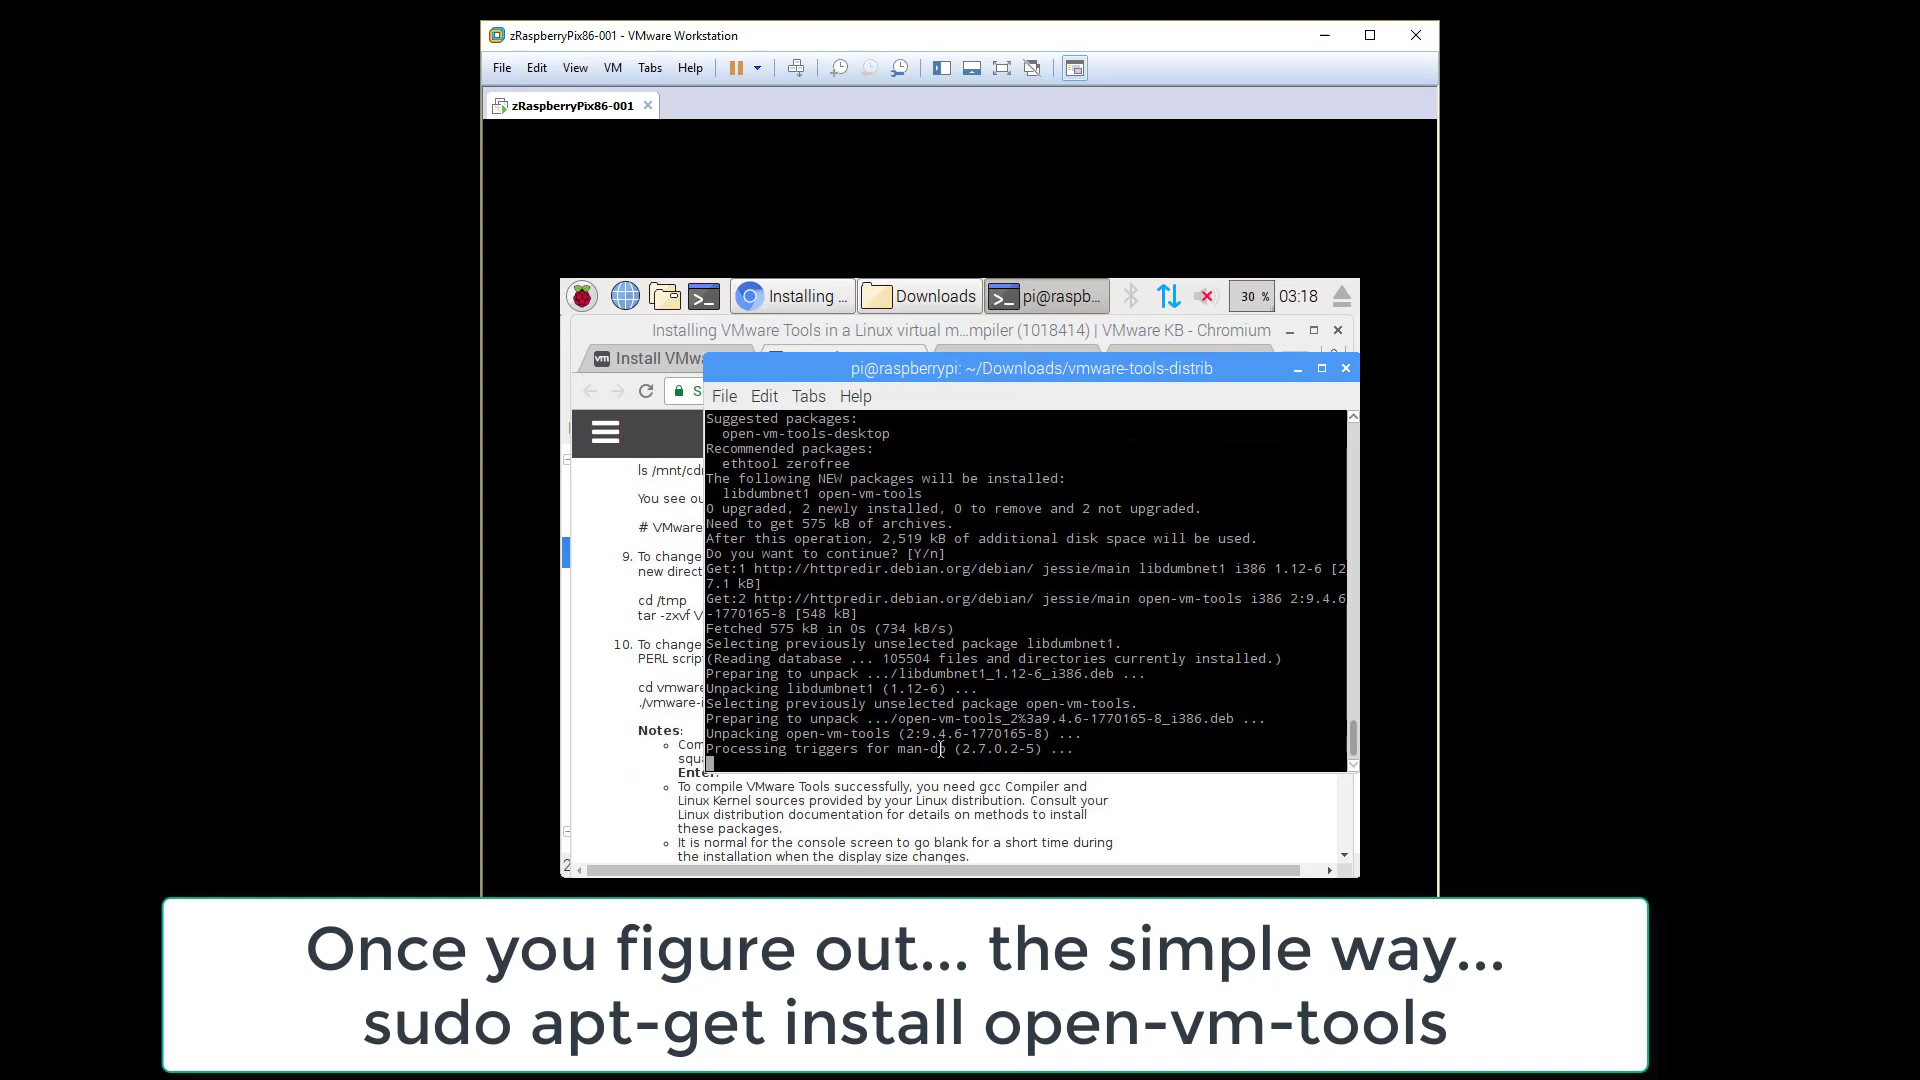 zRaspberryPix86-001 - VMware Workstation
File Edit View VM Tabs Help
zRaspberryPix86-001
Installing ... Downloads pi@raspb... 30 % 03:18
Installing VMware Tools in a Linux virtual m...mpiler (1018414) | VMware KB - Chromium
Install VMw
pi@raspberrypi: ~/Downloads/vmware-tools-distrib
File Edit Tabs Help
Suggested packages:
open-vm-tools-desktop
Recommended packages:
ethtool zerofree
The following NEW packages will be installed:
libdumbnet1 open-vm-tools
0 upgraded, 2 newly installed, 0 to remove and 2 not upgraded.
Need to get 575 kB of archives.
After this operation, 2,519 kB of additional disk space will be used.
Do you want to continue? [Y/n]
Get:1 http://httpredir.debian.org/debian/ jessie/main libdumbnet1 i386 1.12-6 [2
7.1 kB]
Get:2 http://httpredir.debian.org/debian/ jessie/main open-vm-tools i386 2:9.4.6
-1770165-8 [548 kB]
Fetched 575 kB in 0s (734 kB/s)
Selecting previously unselected package libdumbnet1.
(Reading database ... 105504 files and directories currently installed.)
Preparing to unpack .../libdumbnet1_1.12-6_i386.deb ...
Unpacking libdumbnet1 (1.12-6) ...
Selecting previously unselected package open-vm-tools.
Preparing to unpack .../open-vm-tools_2%3a9.4.6-1770165-8_i386.deb ...
Unpacking open-vm-tools (2:9.4.6-1770165-8) ...
Processing triggers for man-db (2.7.0.2-5) ...
ls /mnt/cdr
You see ou
# VMware
9. To change
new direct
cd /tmp
tar -zxvf V
10. To change
PERL scrip
cd vmware
./vmware-i
Notes:
Com
squa
Enter
To compile VMware Tools successfully, you need gcc Compiler and
Linux Kernel sources provided by your Linux distribution. Consult your
Linux distribution documentation for details on methods to install
these packages.
It is normal for the console screen to go blank for a short time during
the installation when the display size changes.
Once you figure out... the simple way...
sudo apt-get install open-vm-tools